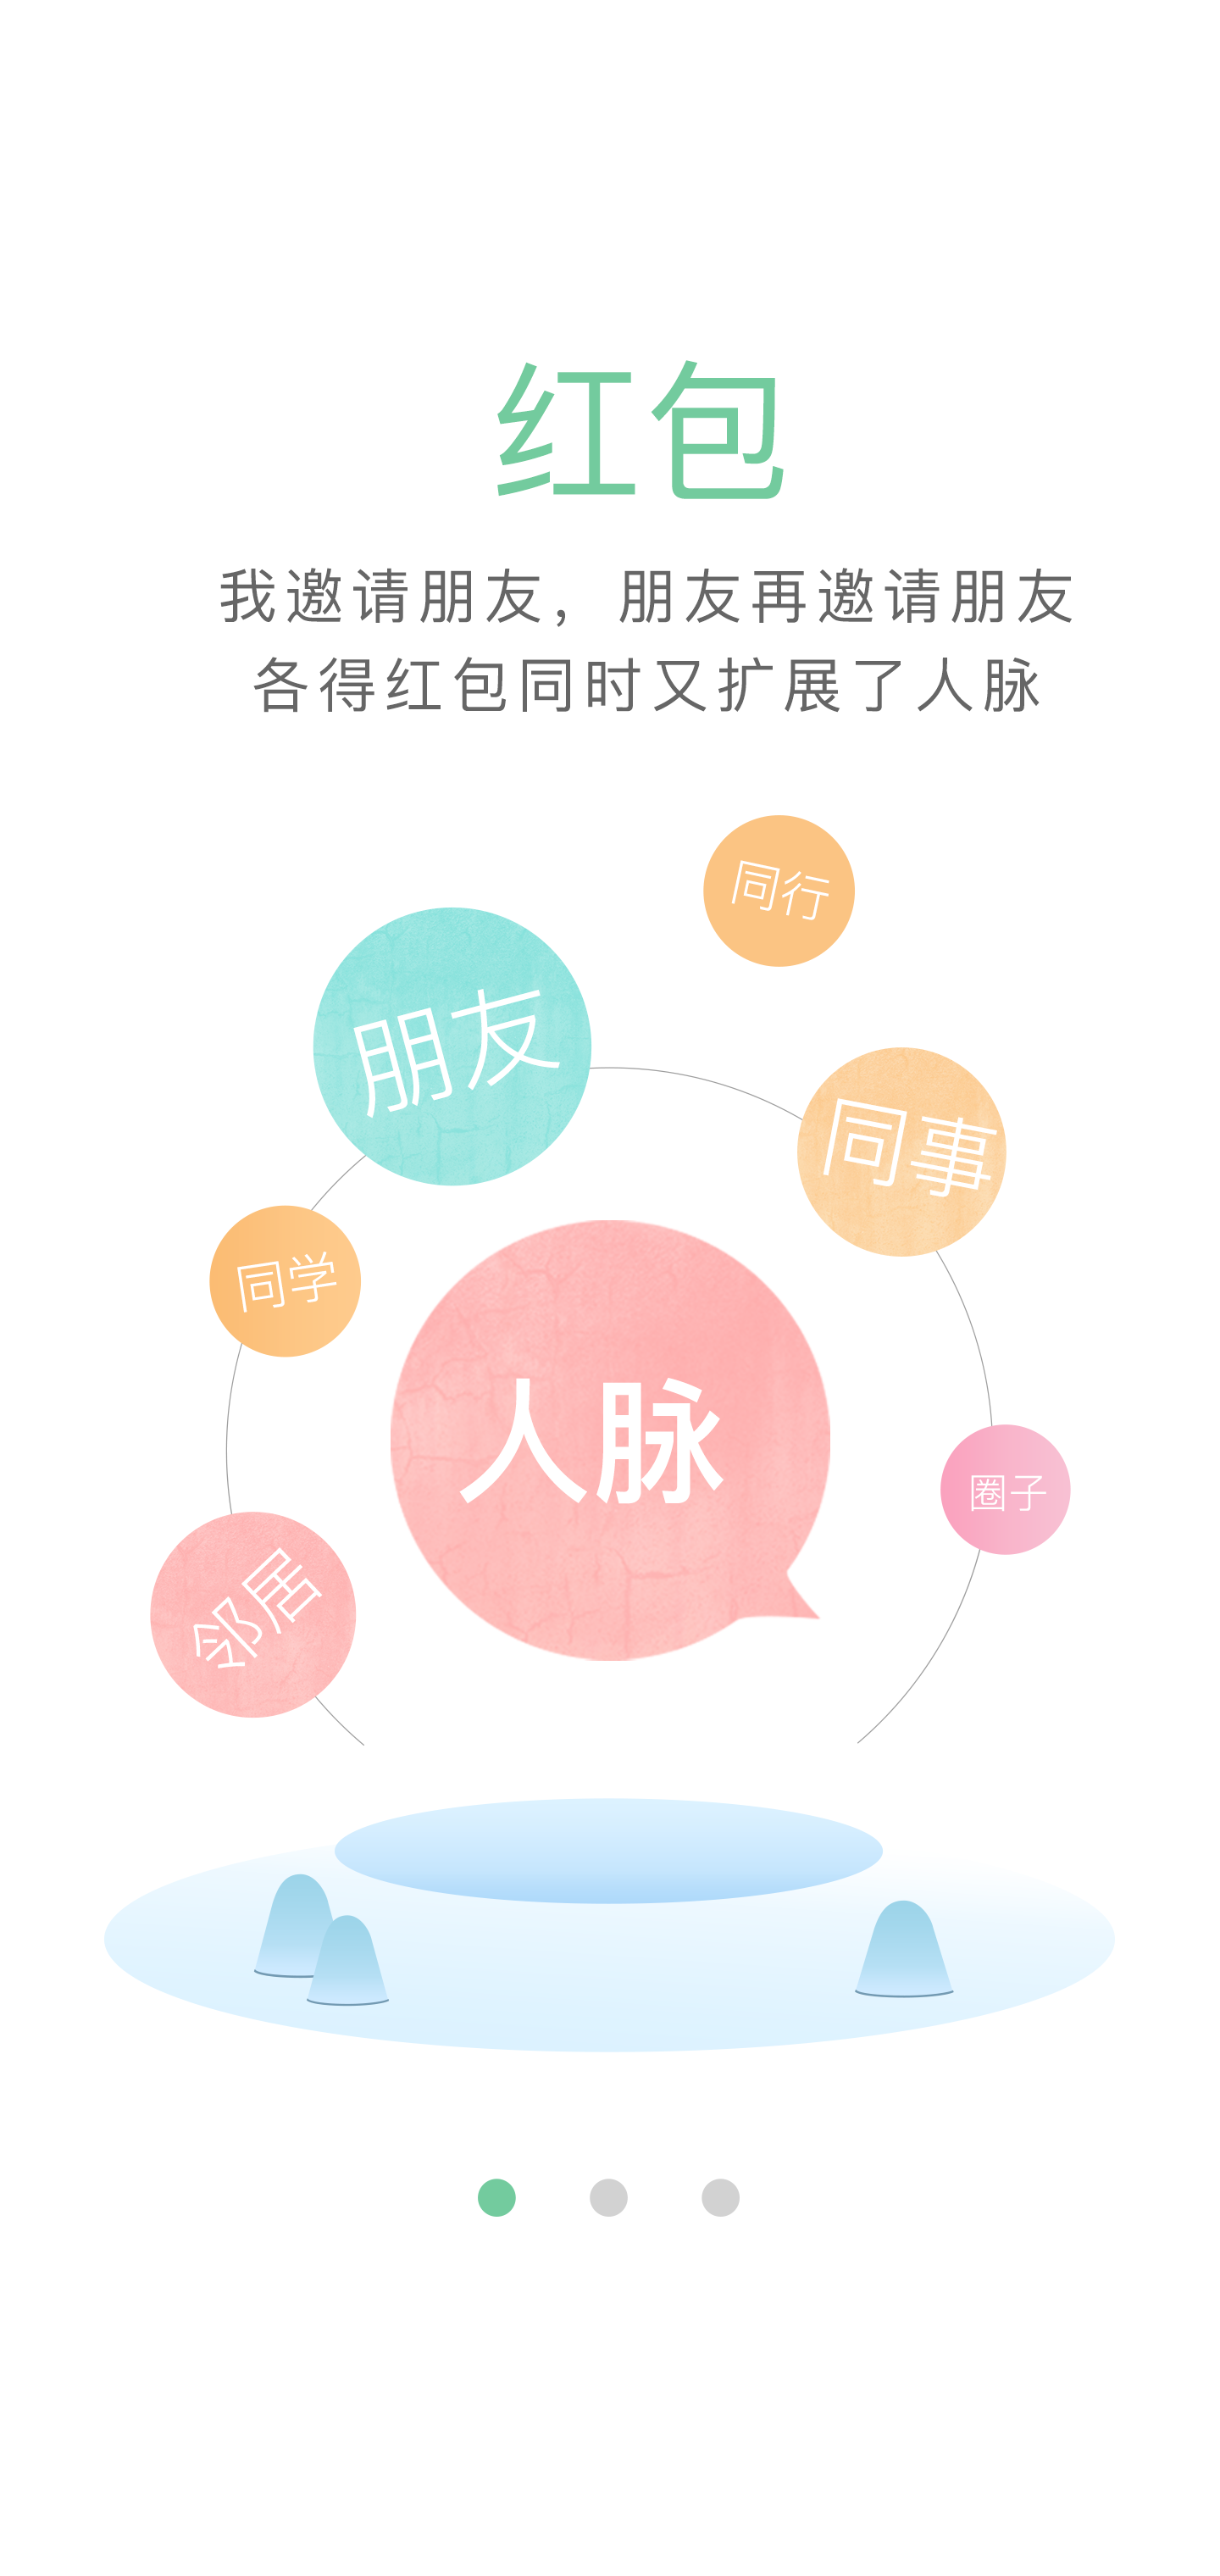 红包
我邀请朋友，朋友再邀请朋友
各得红包同时又扩展了人脉
同行
朋友
同事
同学
人脉
圈子
邻居